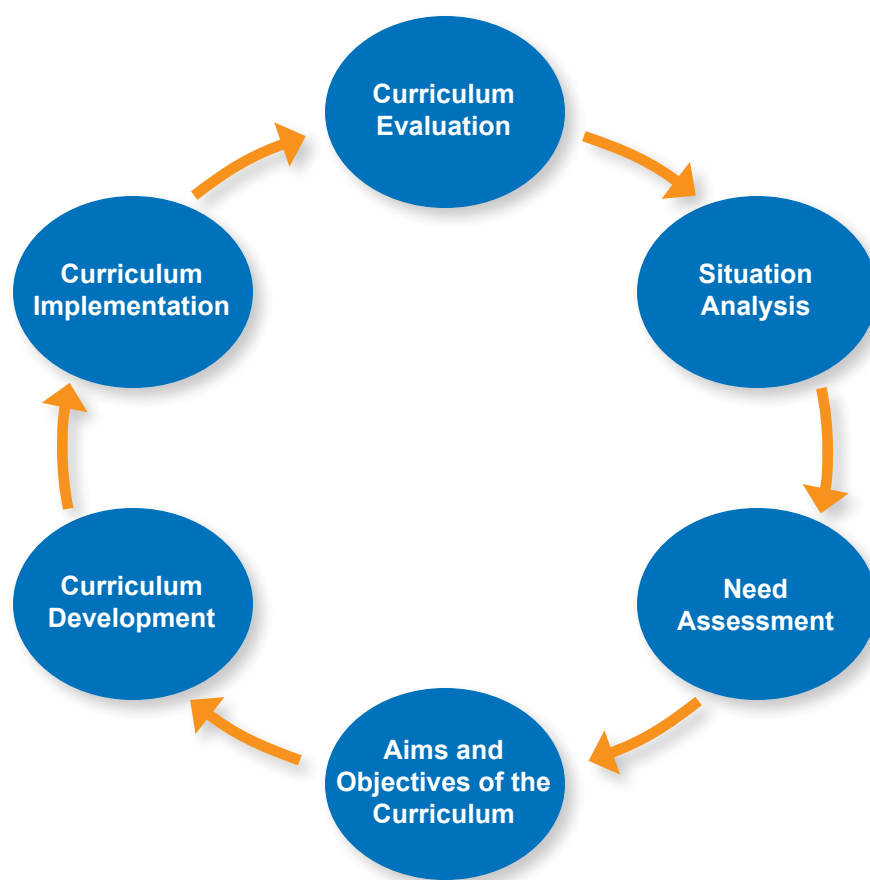 Curriculum
Evaluation
Situation
Analysis
Need
Assessment
Aims and
Objectives of the
Curriculum
Curriculum
Development
Curriculum
Implementation